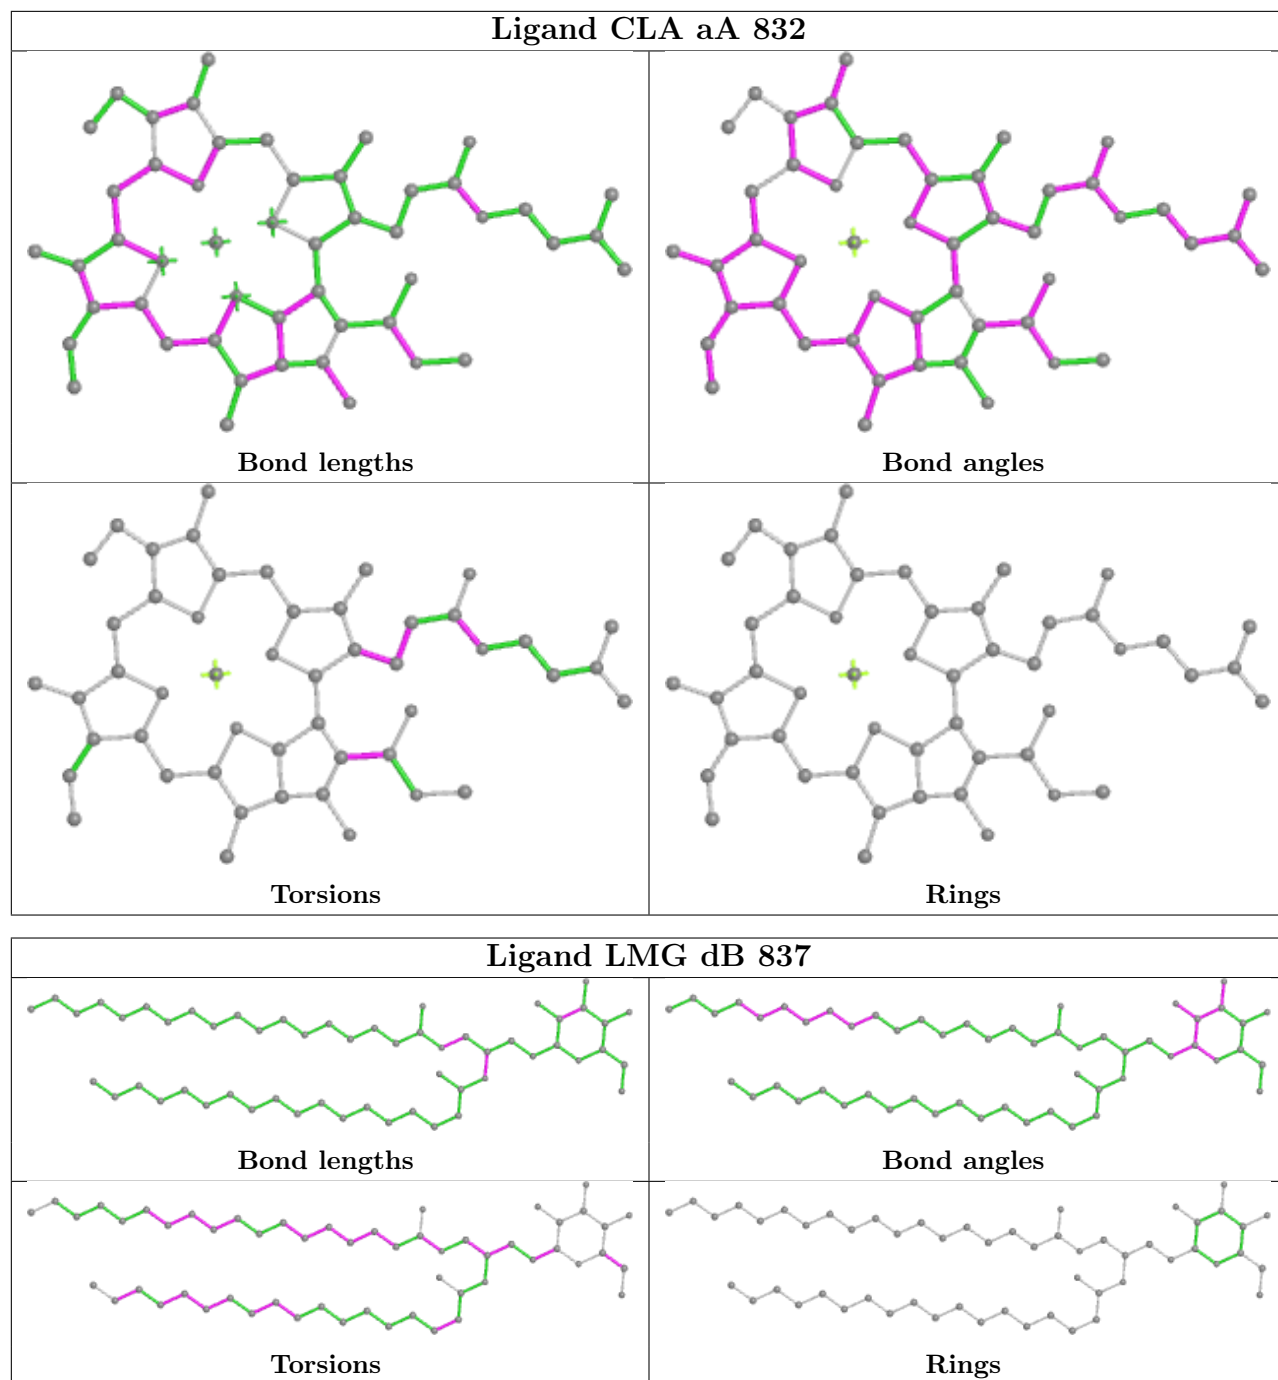 Ligand CLA aA 832
Bond lengths
Bond angles
Torsions
Rings
Ligand LMG dB 837
Bond lengths
Bond angles
Torsions
Rings